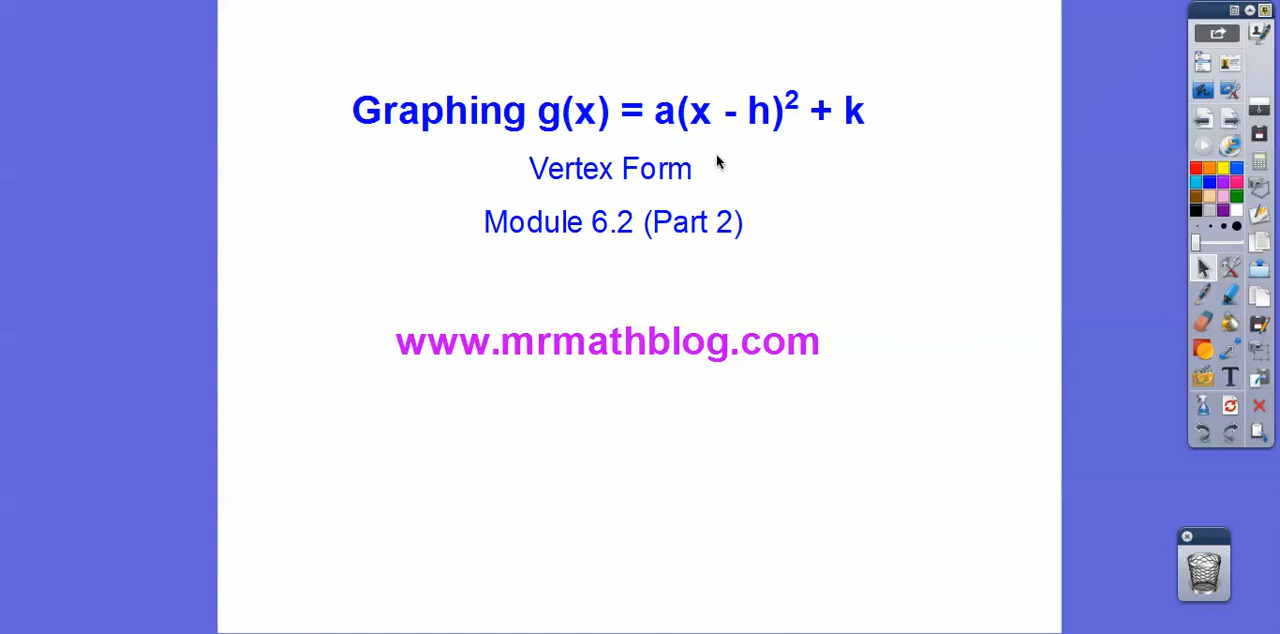 Graphing g(x) = a(x - h)² + k
Vertex Form
Module 6.2 (Part 2)
www.mrmathblog.com